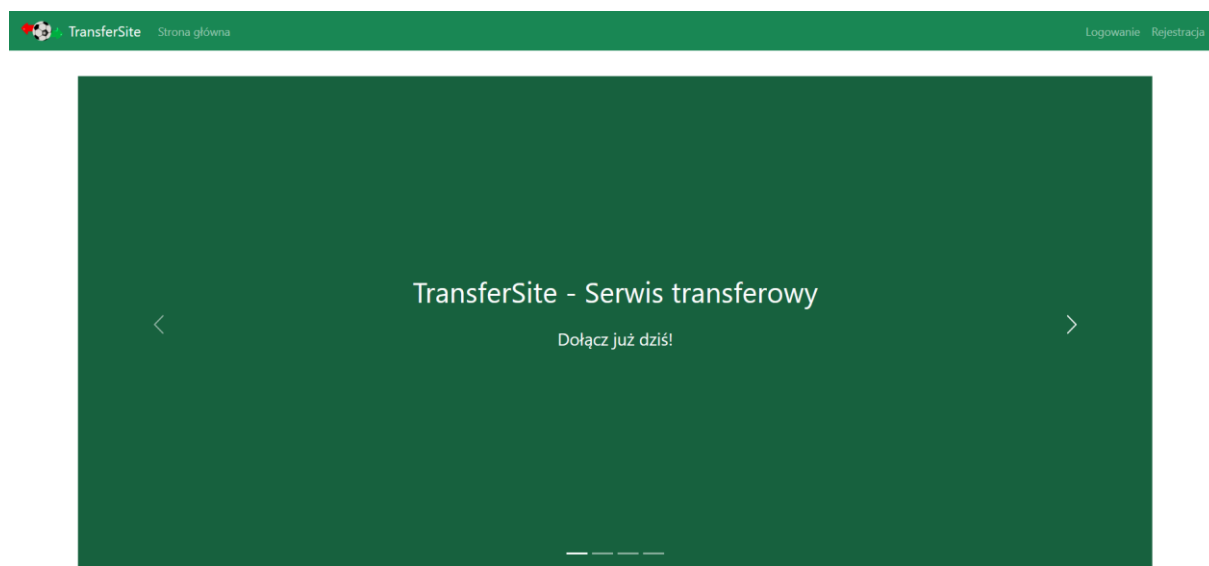 TransferSite Strona główna Logowanie Rejestracja
TransferSite - Serwis transferowy
Dołącz już dziś!